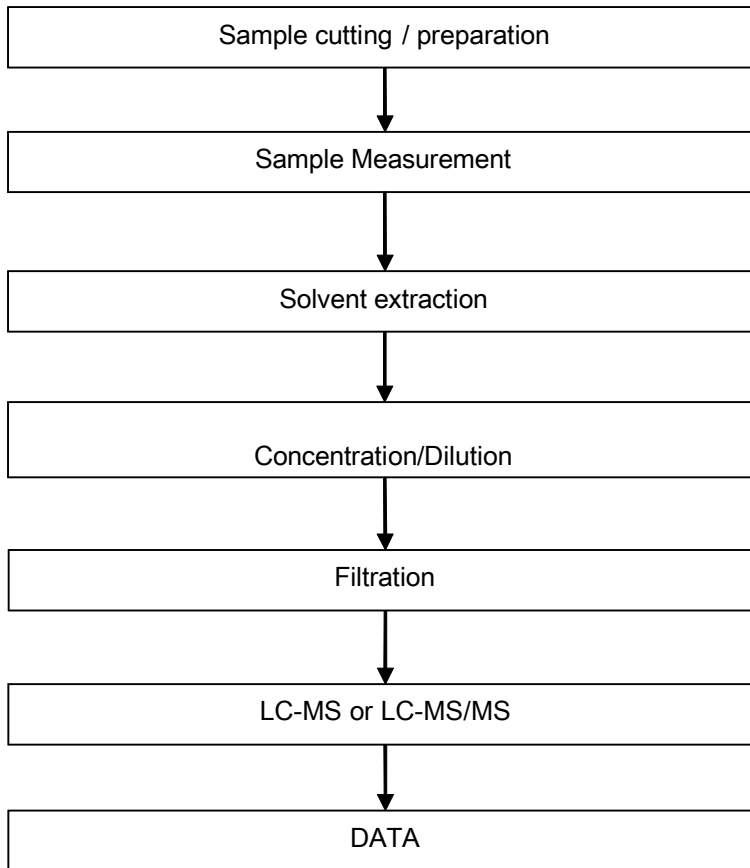 Sample cutting / preparation
Sample Measurement
Solvent extraction
Concentration/Dilution
Filtration
LC-MS or LC-MS/MS
DATA